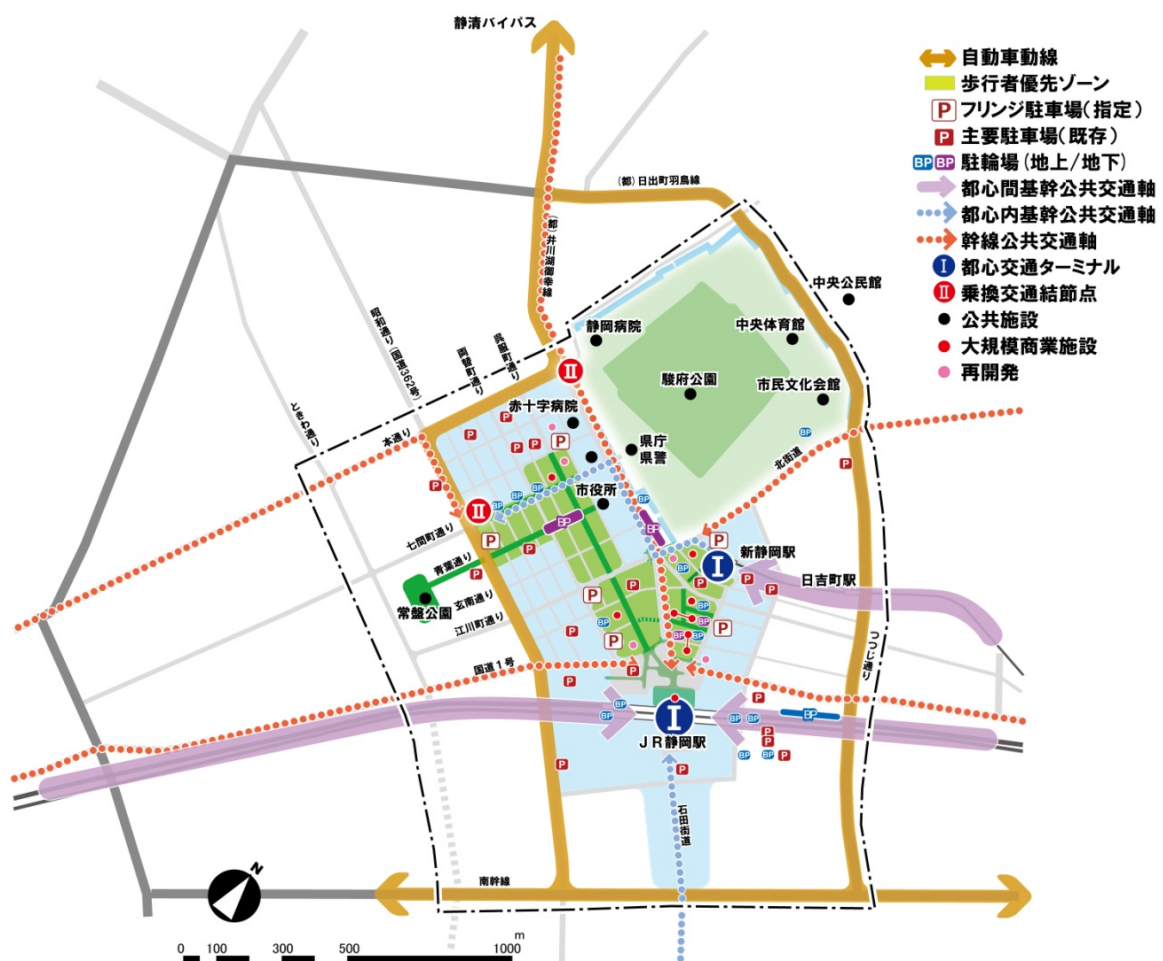 静清バイパス
自動車動線
歩行者優先ゾーン
P フリンジ駐車場(指定)
P 主要駐車場(既存)
BP BP 駐輪場(地上/地下)
都心間基幹公共交通軸
都心内基幹公共交通軸
幹線公共交通軸
I 都心交通ターミナル
II 乗換交通結節点
公共施設
大規模商業施設
再開発
(都)日出町羽鳥線
(都)井川湖御幸線
中央公民館
静岡病院
中央体育館
昭和通り(国道362号)
両替町通り
呉服町通り
II
駿府公園
市民文化会館
ときわ通り
赤十字病院
本通り
県庁
県警
北街道
市役所
II
七間町通り
青葉通り
新静岡駅
I
日吉町駅
常盤公園
玄南通り
江川町通り
つつじ通り
国道1号
I
JR静岡駅
石田街道
南幹線
N
m
0 100 300 500 1000